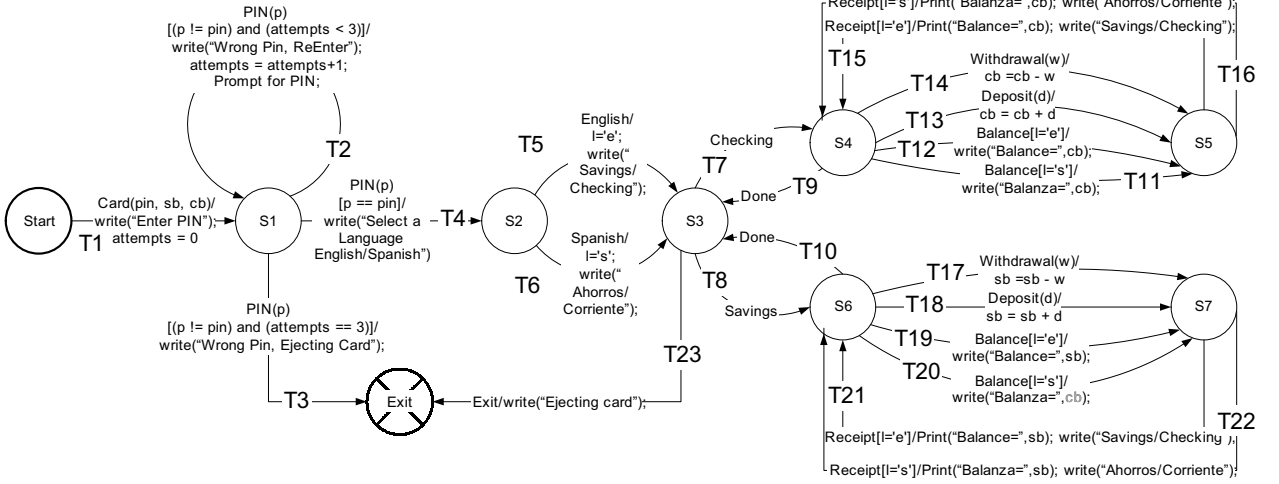 PIN(p)
[(p != pin) and (attempts < 3)]/
write(“Wrong Pin, ReEnter”);
attempts = attempts+1;
Prompt for PIN;
T2
Start
Card(pin, sb, cb)/
write(“Enter PIN”);
attempts = 0
T1
S1
PIN(p)
[p == pin]/
write(“Select a
Language
English/Spanish”)
T4
PIN(p)
[(p != pin) and (attempts == 3)]/
write(“Wrong Pin, Ejecting Card”);
T3
Exit
S2
T5
English/
l='e';
write(“
Savings/
Checking”);
T6
Spanish/
l='s';
write(“
Ahorros/
Corriente”);
S3
T7
Checking
T9
Done
T10
Done
T8
Savings
T23
Exit/write(“Ejecting card”);
Receipt[l='s']/Print(“Balanza=”,cb); write(“Ahorros/Corriente”);
Receipt[l='e']/Print(“Balance=”,cb); write(“Savings/Checking”);
T15
T16
S4
T14
Withdrawal(w)/
cb =cb - w
T13
Deposit(d)/
cb = cb + d
T12
Balance[l='e']/
write(“Balance=”,cb);
Balance[l='s']/
write(“Balanza=”,cb);
T11
S5
S6
T17
Withdrawal(w)/
sb =sb - w
T18
Deposit(d)/
sb = sb + d
T19
Balance[l='e']/
write(“Balance=”,sb);
T20
Balance[l='s']/
write(“Balanza=”,cb);
S7
T21
T22
Receipt[l='e']/Print(“Balance=”,sb); write(“Savings/Checking”);
Receipt[l='s']/Print(“Balanza=”,sb); write(“Ahorros/Corriente”);